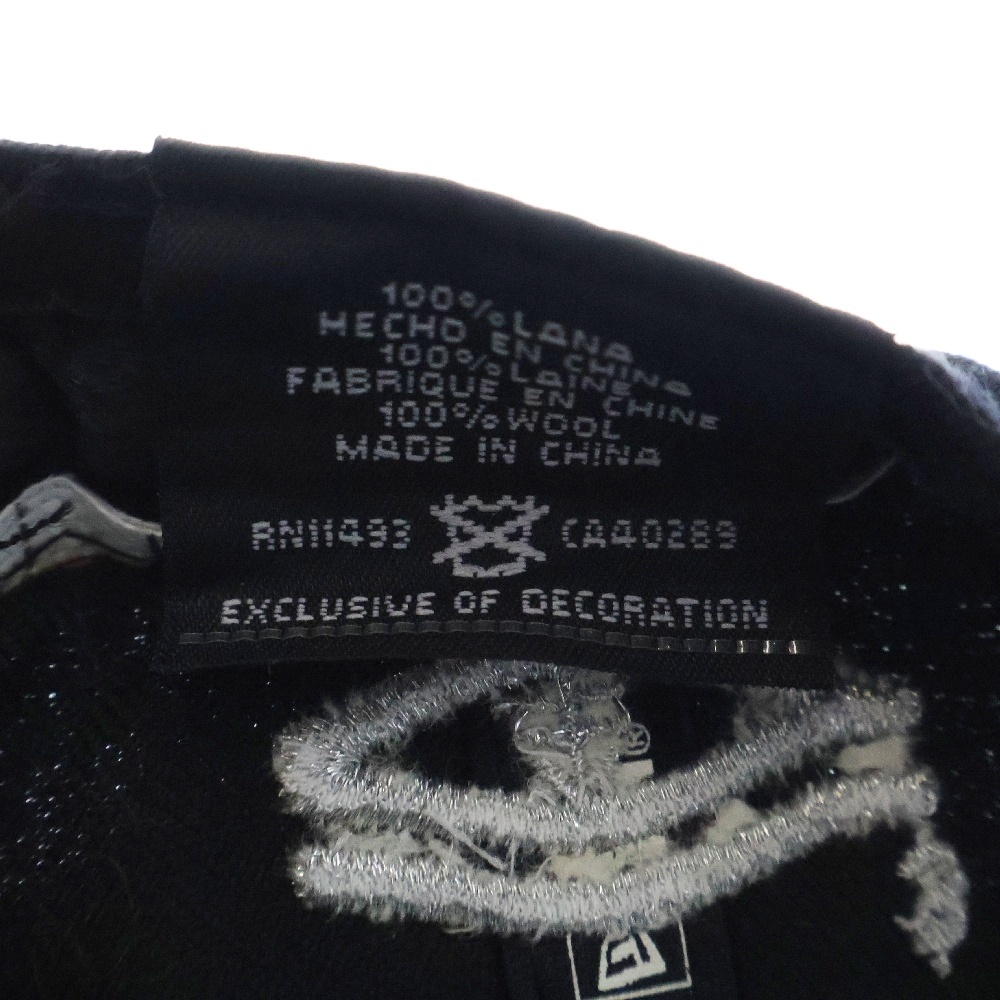 100% LANA
HECHO EN CHINA
100% LAINE
FABRIQUE EN CHINE
100% WOOL
MADE IN CHINA
RN11493 CA40289
EXCLUSIVE OF DECORATION